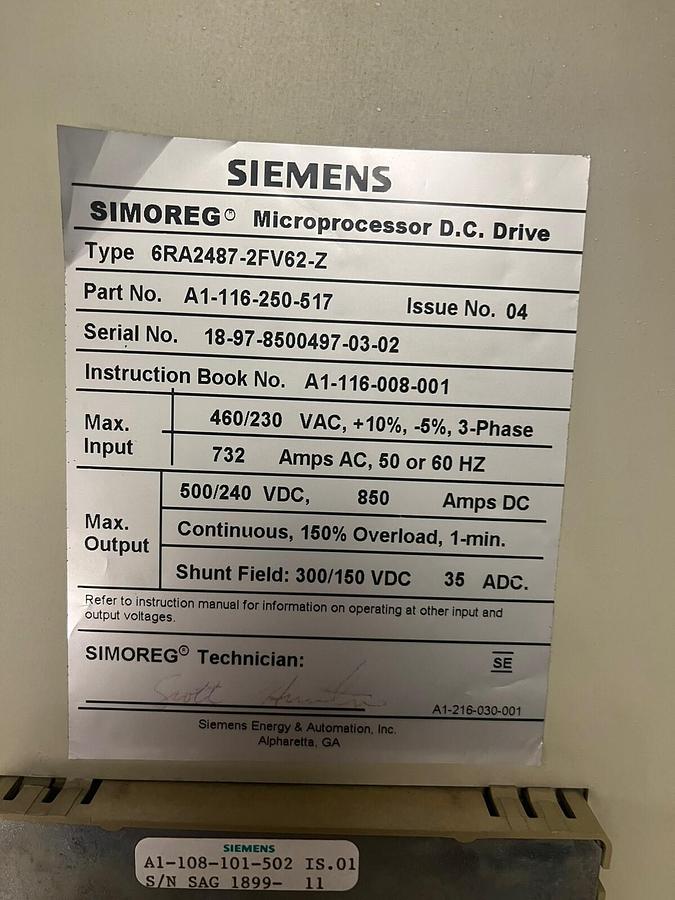 SIEMENS
SIMOREG® Microprocessor D.C. Drive
Type 6RA2487-2FV62-Z
Part No. A1-116-250-517 Issue No. 04
Serial No. 18-97-8500497-03-02
Instruction Book No. A1-116-008-001
Max. Input
460/230 VAC, +10%, -5%, 3-Phase
732 Amps AC, 50 or 60 HZ
Max. Output
500/240 VDC, 850 Amps DC
Continuous, 150% Overload, 1-min.
Shunt Field: 300/150 VDC 35 ADC.
Refer to instruction manual for information on operating at other input and
output voltages.
SIMOREG® Technician:
SE
Scott
A1-216-030-001
Siemens Energy & Automation, Inc.
Alpharetta, GA
SIEMENS
A1-108-101-502 IS.01
S/N SAG 1899- 11